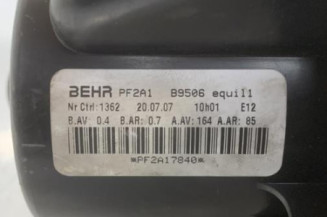 BEHR PF2A1 B9506 equil1
Nr Ctrl:1362 20.07.07 10h01 E12
B.AV 0.4 B.AR: 0.7 A.AV:164 A.AR: 85
*PF2A17840*